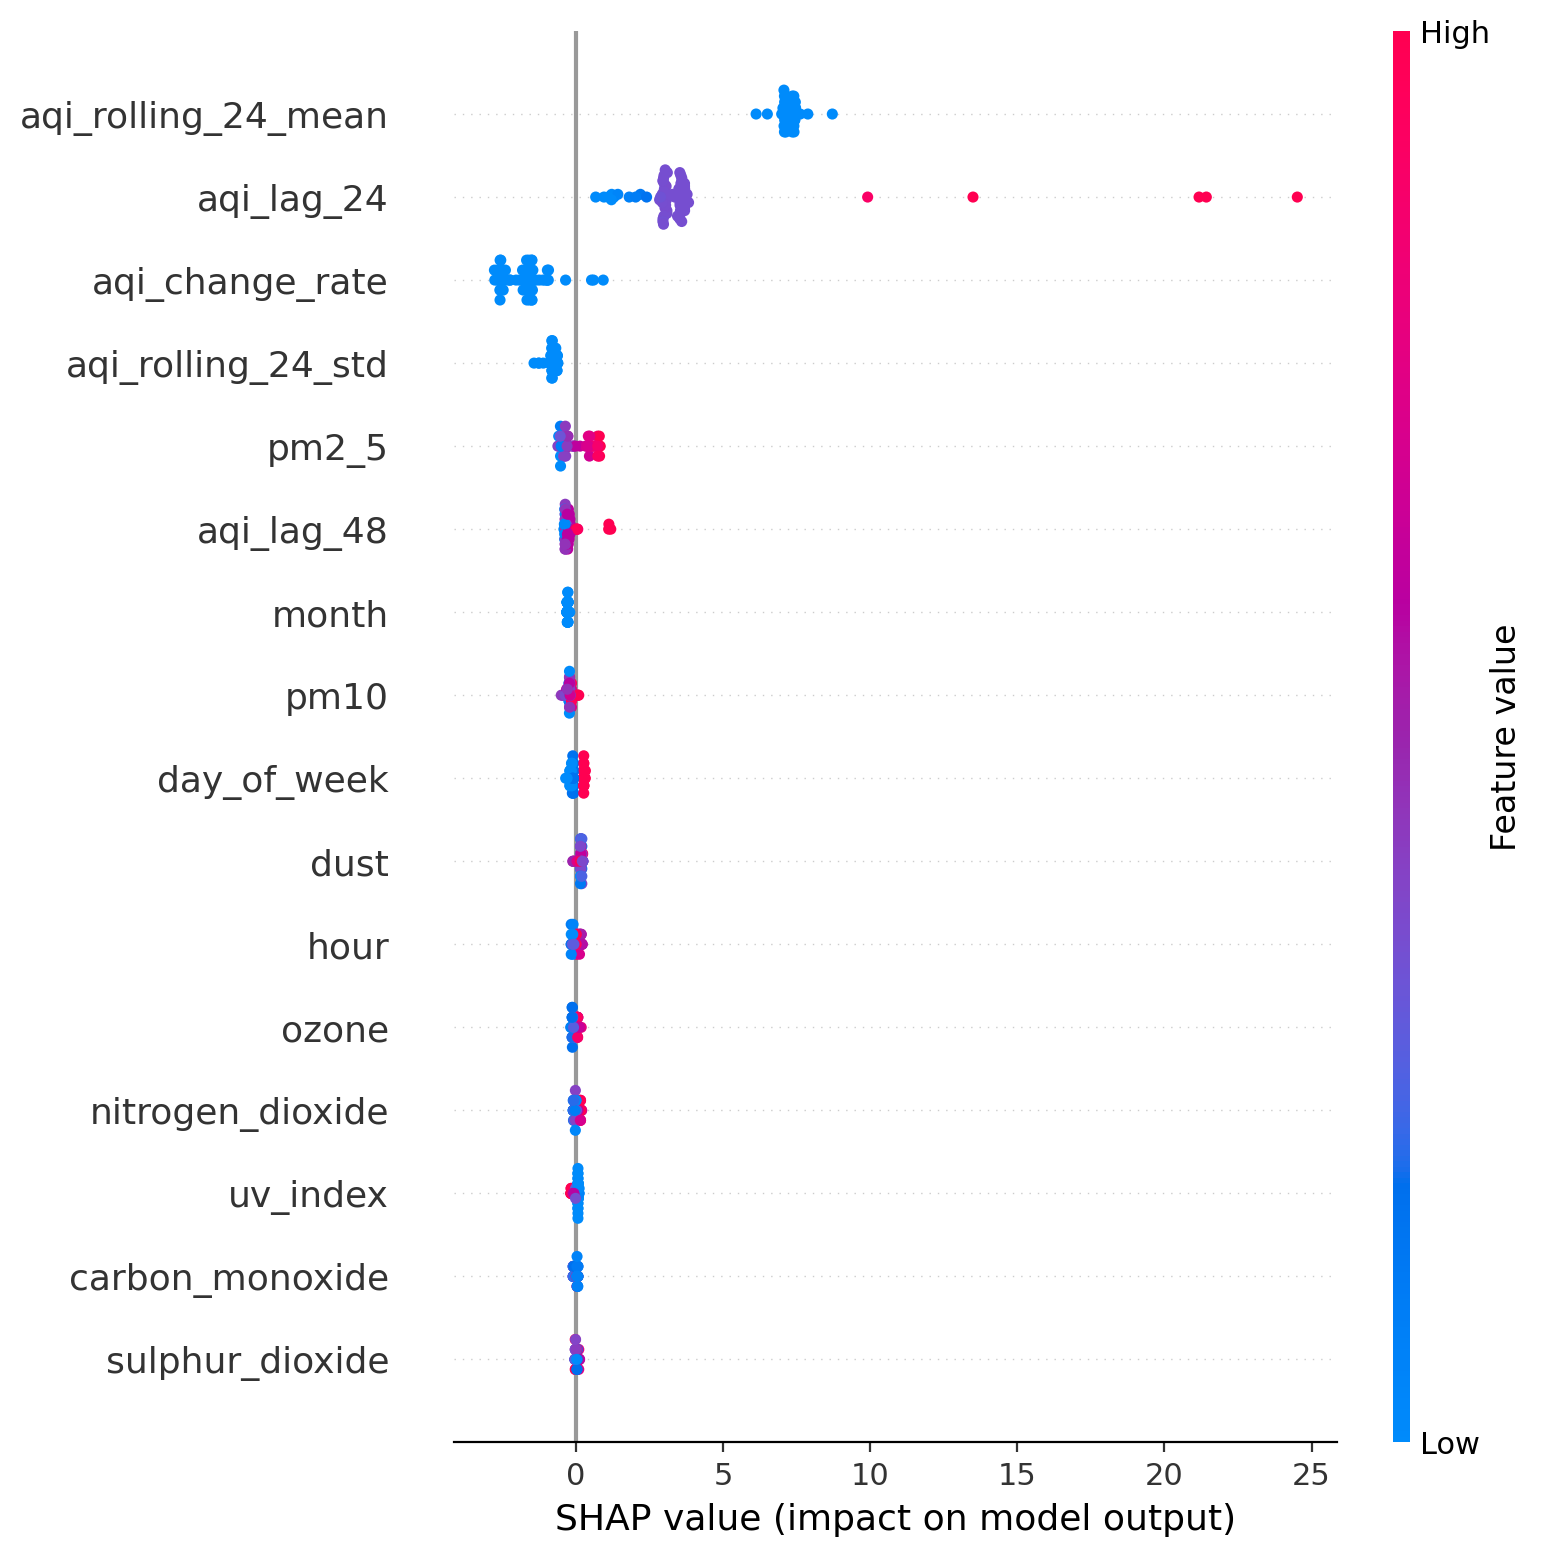 High
aqi_rolling_24_mean
aqi_lag_24
aqi_change_rate
aqi_rolling_24_std
pm2_5
aqi_lag_48
month
pm10
day_of_week
dust
hour
ozone
nitrogen_dioxide
uv_index
carbon_monoxide
sulphur_dioxide
Feature value
Low
0 5 10 15 20 25
SHAP value (impact on model output)